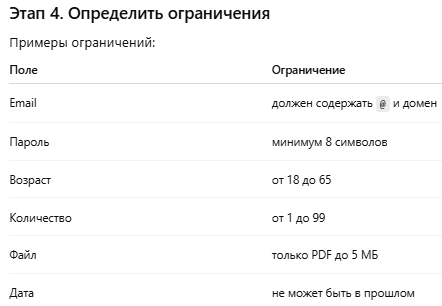 Этап 4. Определить ограничения
Примеры ограничений:
Поле Ограничение
Email должен содержать @ и домен
Пароль минимум 8 символов
Возраст от 18 до 65
Количество от 1 до 99
Файл только PDF до 5 МБ
Дата не может быть в прошлом